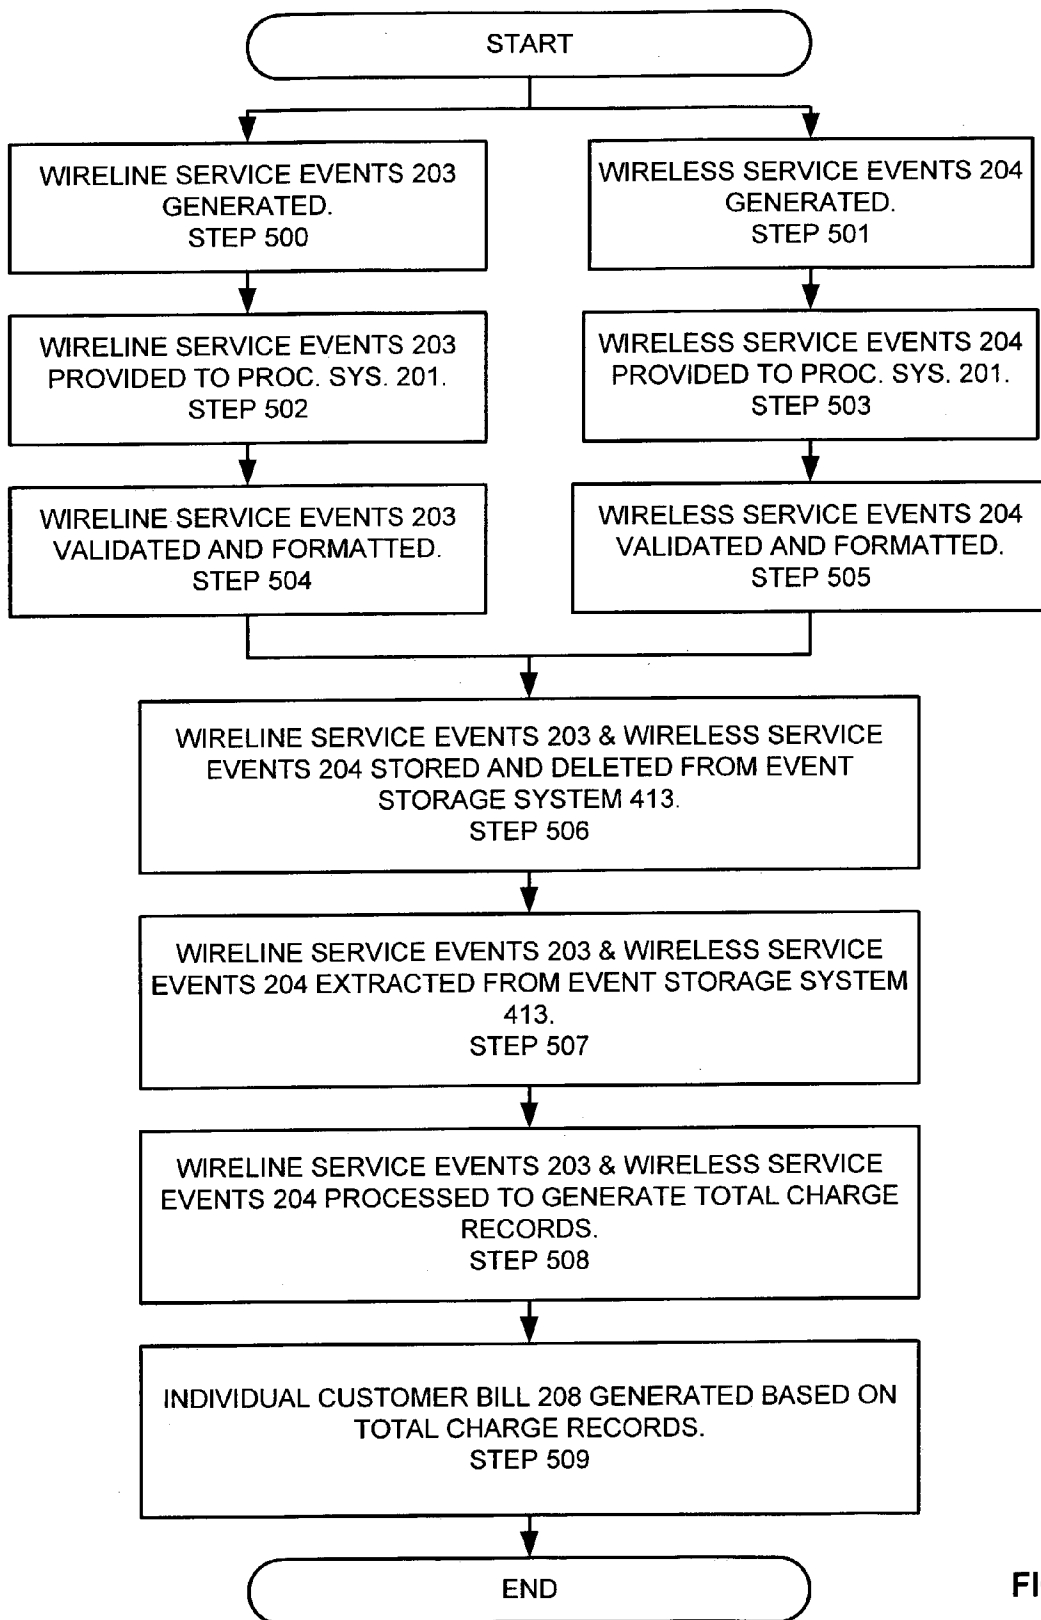 START
WIRELINE SERVICE EVENTS 203
GENERATED.
STEP 500
WIRELESS SERVICE EVENTS 204
GENERATED.
STEP 501
WIRELINE SERVICE EVENTS 203
PROVIDED TO PROC. SYS. 201.
STEP 502
WIRELESS SERVICE EVENTS 204
PROVIDED TO PROC. SYS. 201.
STEP 503
WIRELINE SERVICE EVENTS 203
VALIDATED AND FORMATTED.
STEP 504
WIRELESS SERVICE EVENTS 204
VALIDATED AND FORMATTED.
STEP 505
WIRELINE SERVICE EVENTS 203 & WIRELESS SERVICE
EVENTS 204 STORED AND DELETED FROM EVENT
STORAGE SYSTEM 413.
STEP 506
WIRELINE SERVICE EVENTS 203 & WIRELESS SERVICE
EVENTS 204 EXTRACTED FROM EVENT STORAGE SYSTEM
413.
STEP 507
WIRELINE SERVICE EVENTS 203 & WIRELESS SERVICE
EVENTS 204 PROCESSED TO GENERATE TOTAL CHARGE
RECORDS.
STEP 508
INDIVIDUAL CUSTOMER BILL 208 GENERATED BASED ON
TOTAL CHARGE RECORDS.
STEP 509
END